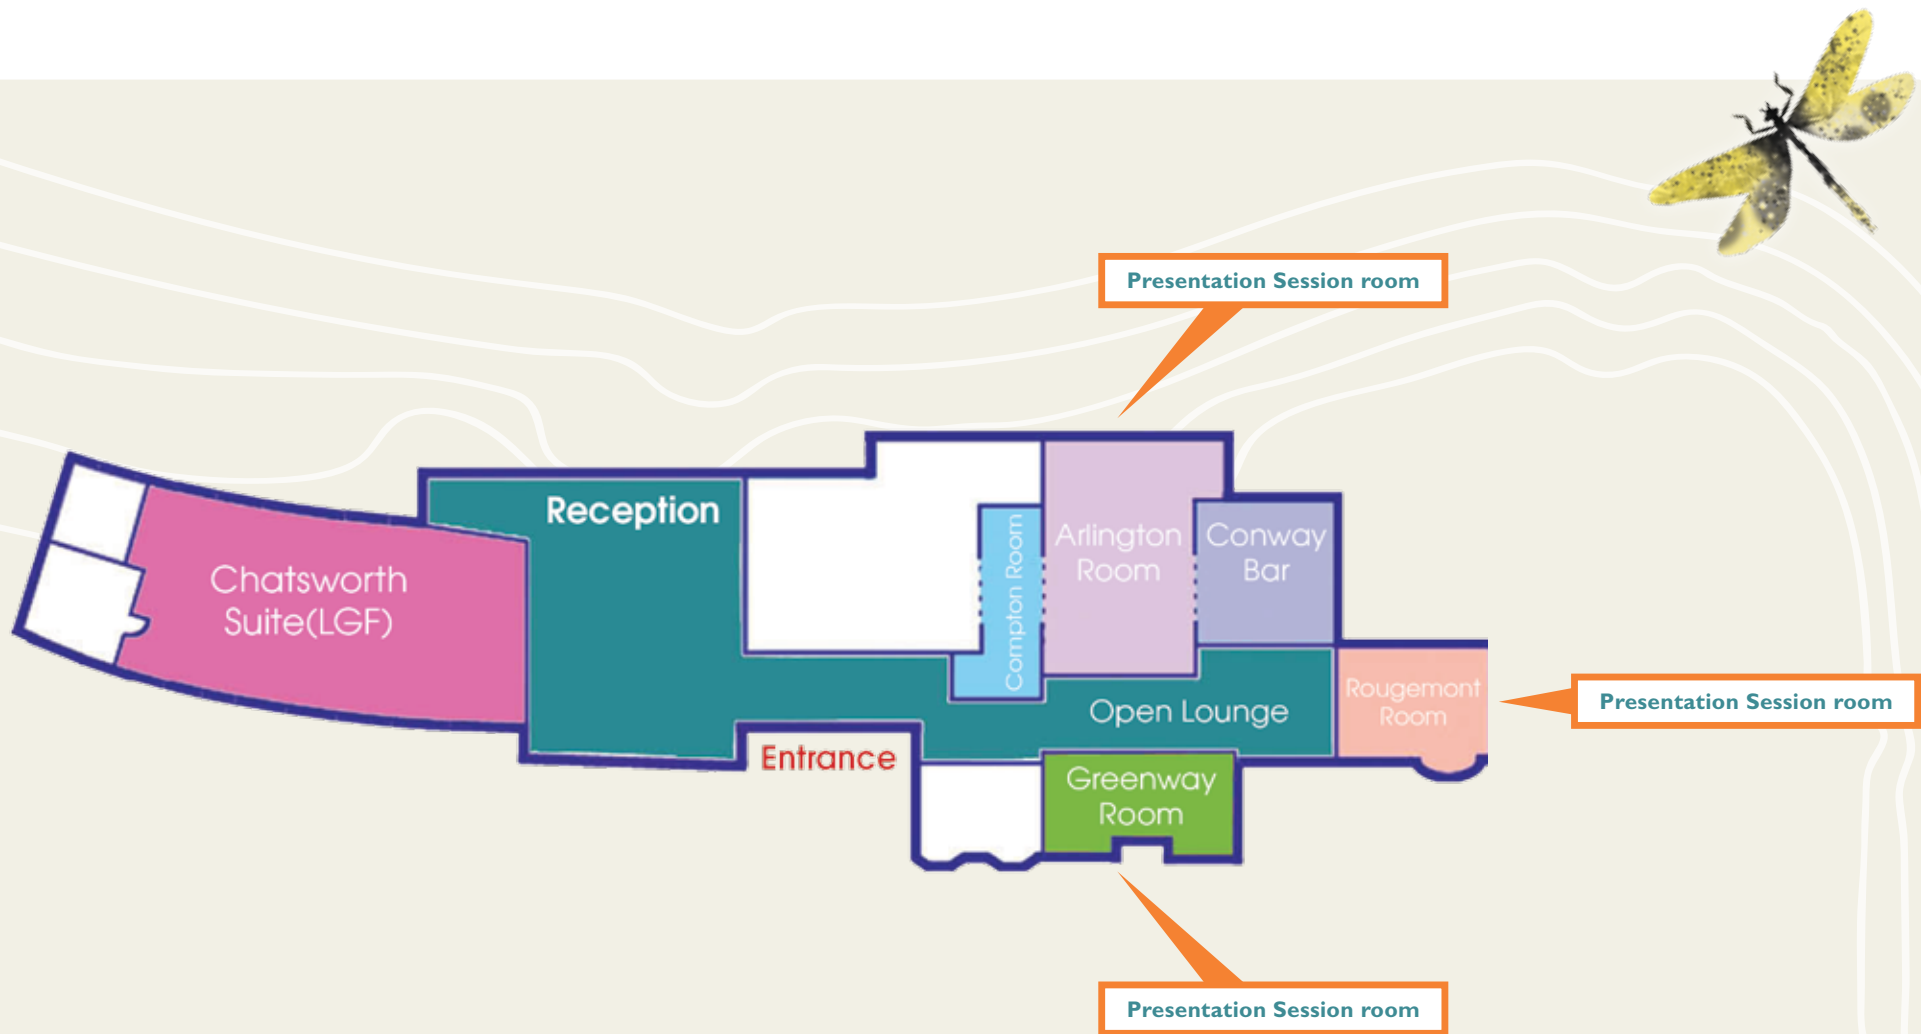 Presentation Session room
Reception
Chatsworth
Suite(LGF)
Compton Room
Arlington
Room
Conway
Bar
Open Lounge
Rougemont
Room
Presentation Session room
Entrance
Greenway
Room
Presentation Session room